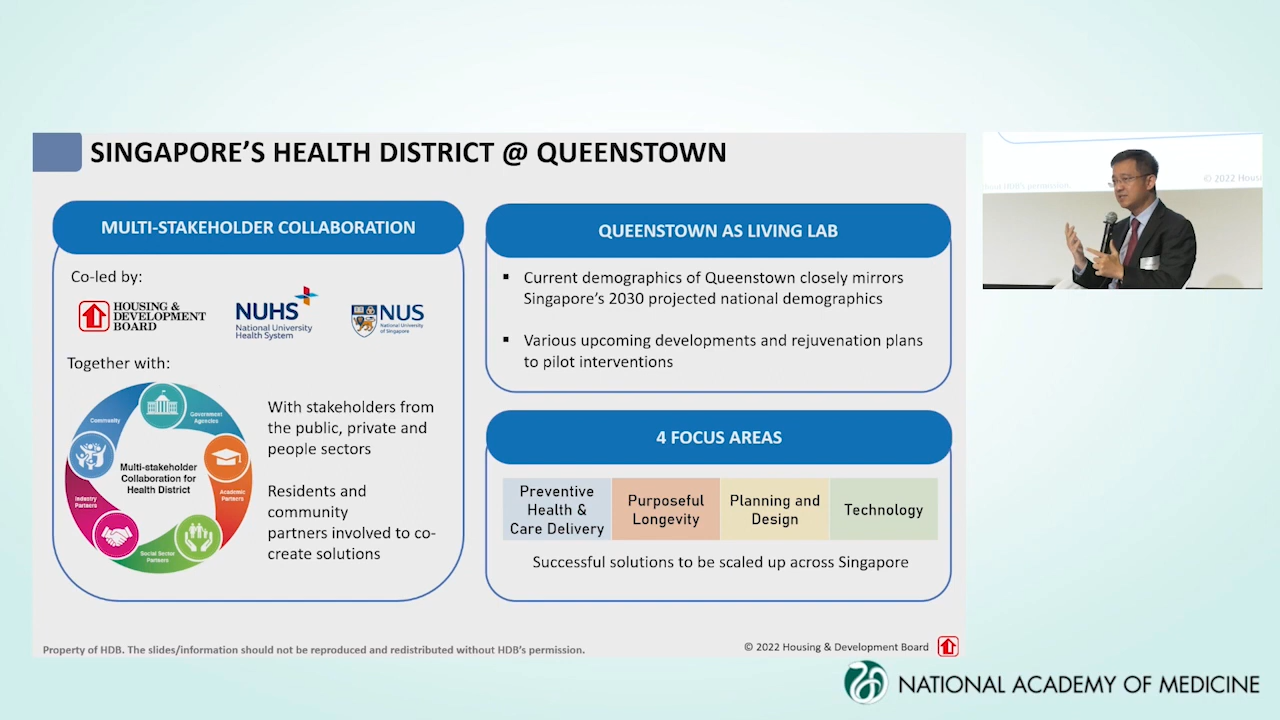 SINGAPORE'S HEALTH DISTRICT @ QUEENSTOWN
MULTI-STAKEHOLDER COLLABORATION
Co-led by:
HOUSING &
DEVELOPMENT
BOARD
NUHS
National University
Health System
NUS
National University
of Singapore
Together with:
Community
Government
Agencies
Academic
Partners
Social Sector
Partners
Industry
Partners
Multi-stakeholder
Collaboration for
Health District
With stakeholders from
the public, private and
people sectors
Residents and
community
partners involved to co-
create solutions
QUEENSTOWN AS LIVING LAB
▪ Current demographics of Queenstown closely mirrors
Singapore's 2030 projected national demographics
▪ Various upcoming developments and rejuvenation plans
to pilot interventions
4 FOCUS AREAS
Preventive
Health &
Care Delivery
Purposeful
Longevity
Planning and
Design
Technology
Successful solutions to be scaled up across Singapore
Property of HDB. The slides/information should not be reproduced and redistributed without HDB's permission.
© 2022 Housing & Development Board
HDB's permission.
© 2022 Housi
NATIONAL ACADEMY OF MEDICINE